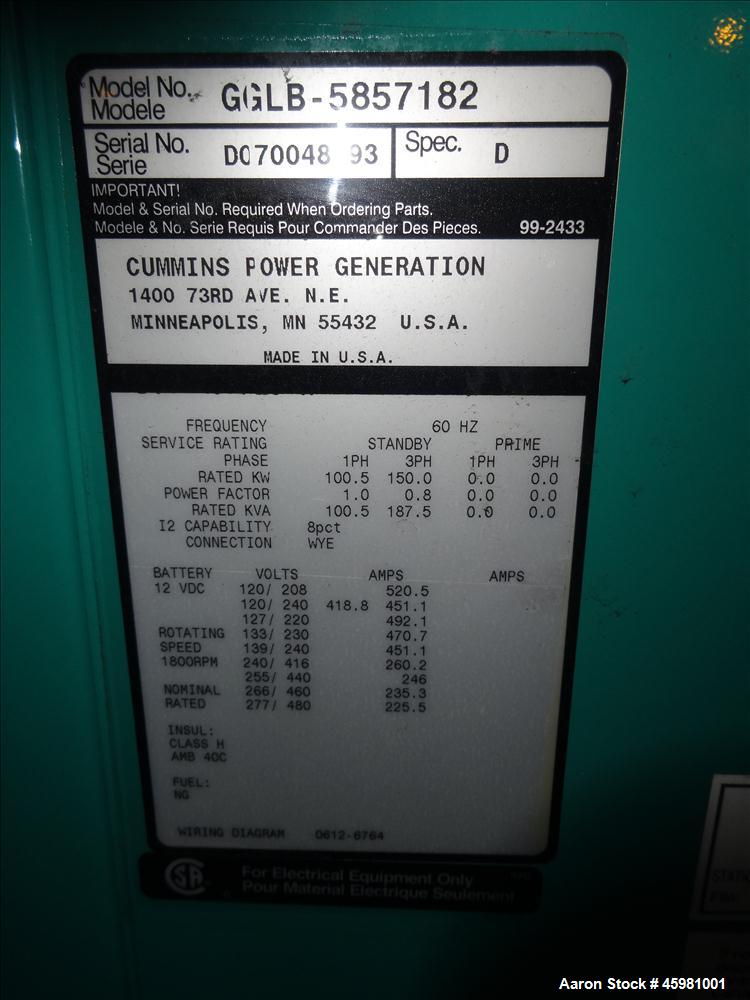 Model No. GGLB-5857182
Modele
Serial No. Spec. D
Serie
IMPORTANT!
Model & Serial No. Required When Ordering Parts.
Modele & No. Serie Requis Pour Commander Des Pieces. 99-2433
CUMMINS POWER GENERATION
1400 73RD AVE. N.E.
MINNEAPOLIS, MN 55432 U.S.A.
MADE IN U.S.A.
FREQUENCY 60 HZ
SERVICE RATING STANDBY PRIME
PHASE 1PH 3PH 1PH 3PH
RATED KW 100.5 150.0 0.0 0.0
POWER FACTOR 1.0 0.8 0.0 0.0
RATED KVA 100.5 187.5 0.0 0.0
I2 CAPABILITY 8pct
CONNECTION WYE
BATTERY VOLTS AMPS AMPS
12 VDC 120/ 208 520.5
120/ 240 418.8 451.1
127/ 220 492.1
ROTATING 133/ 230 470.7
SPEED 139/ 240 451.1
1800RPM 240/ 416 260.2
255/ 440 246
NOMINAL 266/ 460 235.3
RATED 277/ 480 225.5
INSUL:
CLASS H
AMB 40C
FUEL:
NG
WIRING DIAGRAM 0612-6764
For Electrical Equipment Only
Pour Material Electrique Seulement
Aaron Stock # 45981001